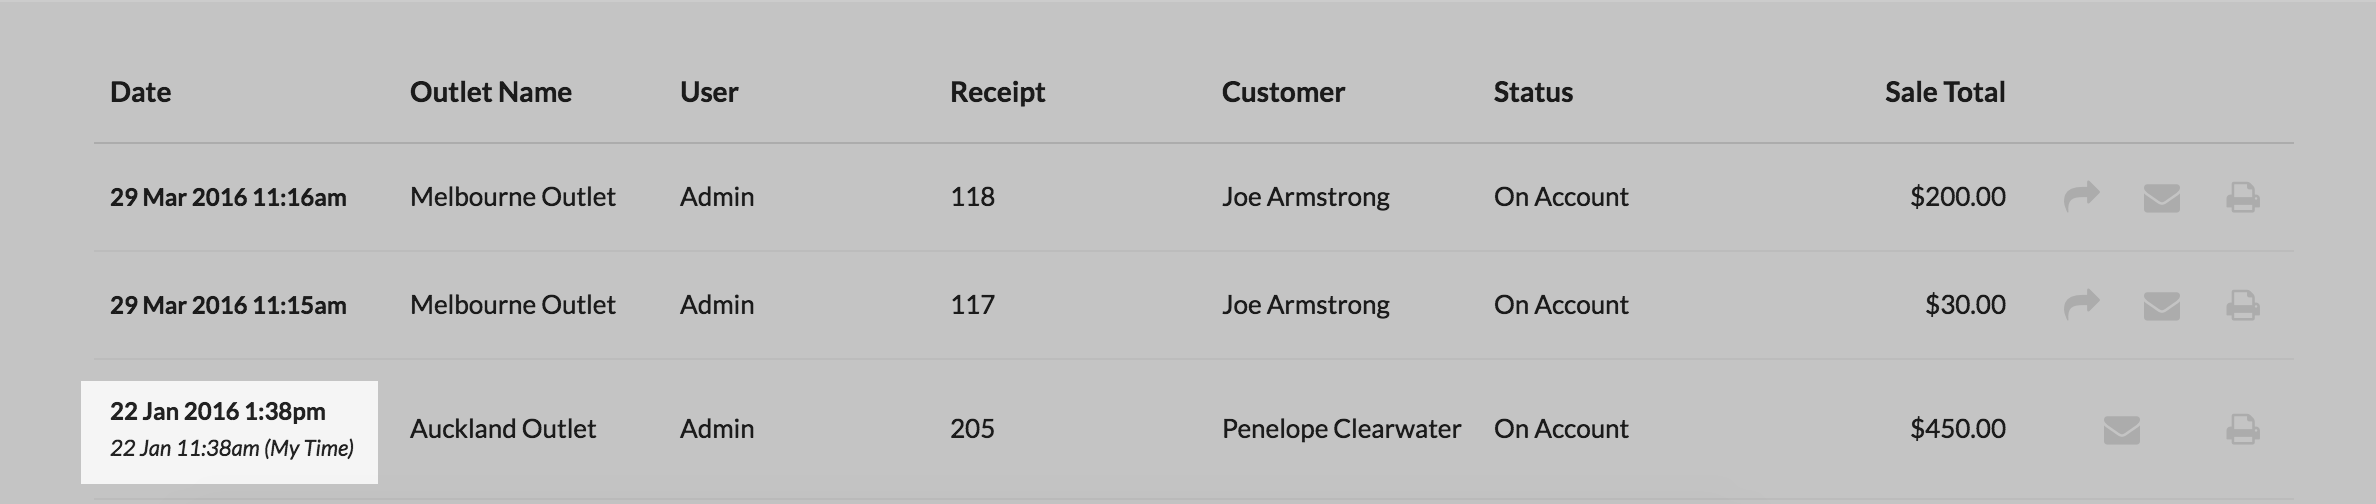 Date Outlet Name User Receipt Customer Status Sale Total
29 Mar 2016 11:16am Melbourne Outlet Admin 118 Joe Armstrong On Account $200.00
29 Mar 2016 11:15am Melbourne Outlet Admin 117 Joe Armstrong On Account $30.00
22 Jan 2016 1:38pm
22 Jan 11:38am (My Time)
Auckland Outlet Admin 205 Penelope Clearwater On Account $450.00